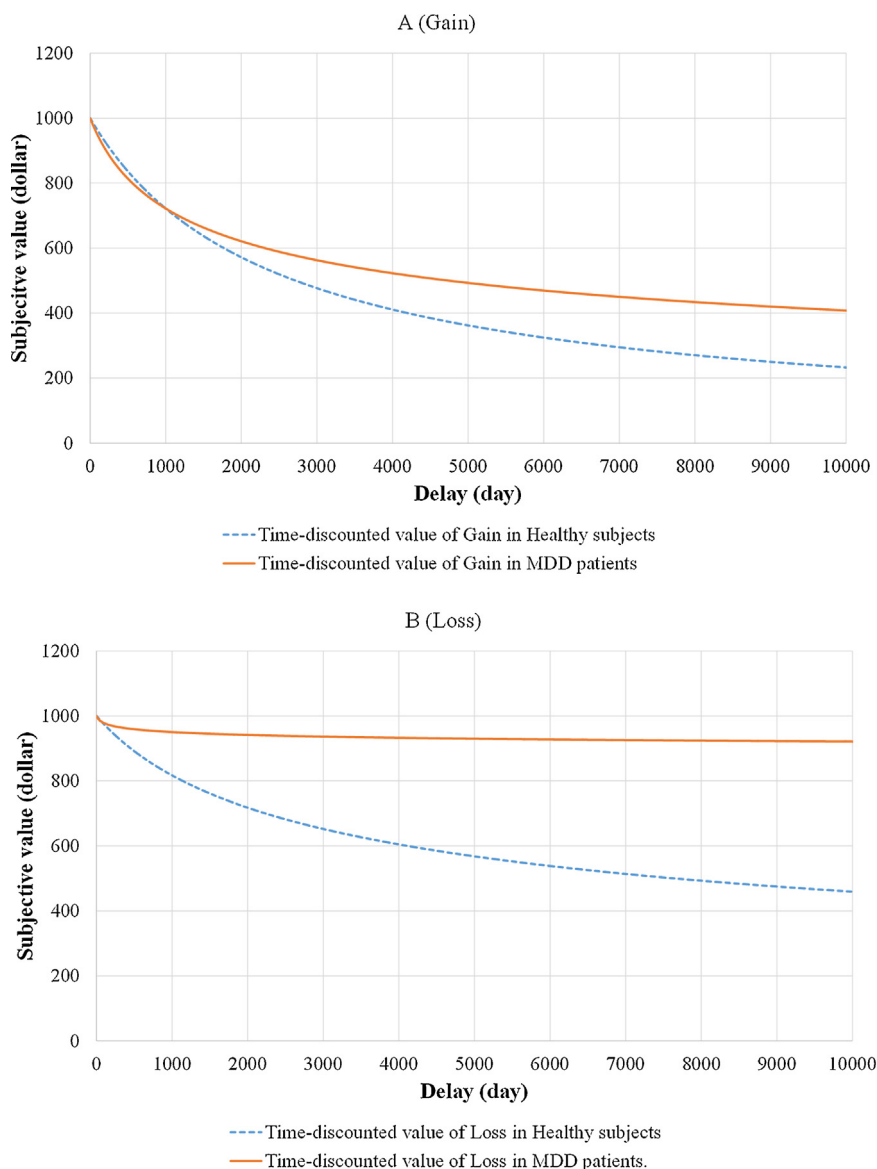 A (Gain)
1200
1000
800
600
400
200
0
Subjecitve value (dollar)
0 1000 2000 3000 4000 5000 6000 7000 8000 9000 10000
Delay (day)
Time-discounted value of Gain in Healthy subjects
Time-discounted value of Gain in MDD patients
B (Loss)
1200
1000
800
600
400
200
0
Subjective value (dollar)
0 1000 2000 3000 4000 5000 6000 7000 8000 9000 10000
Delay (day)
Time-discounted value of Loss in Healthy subjects
Time-discounted value of Loss in MDD patients.